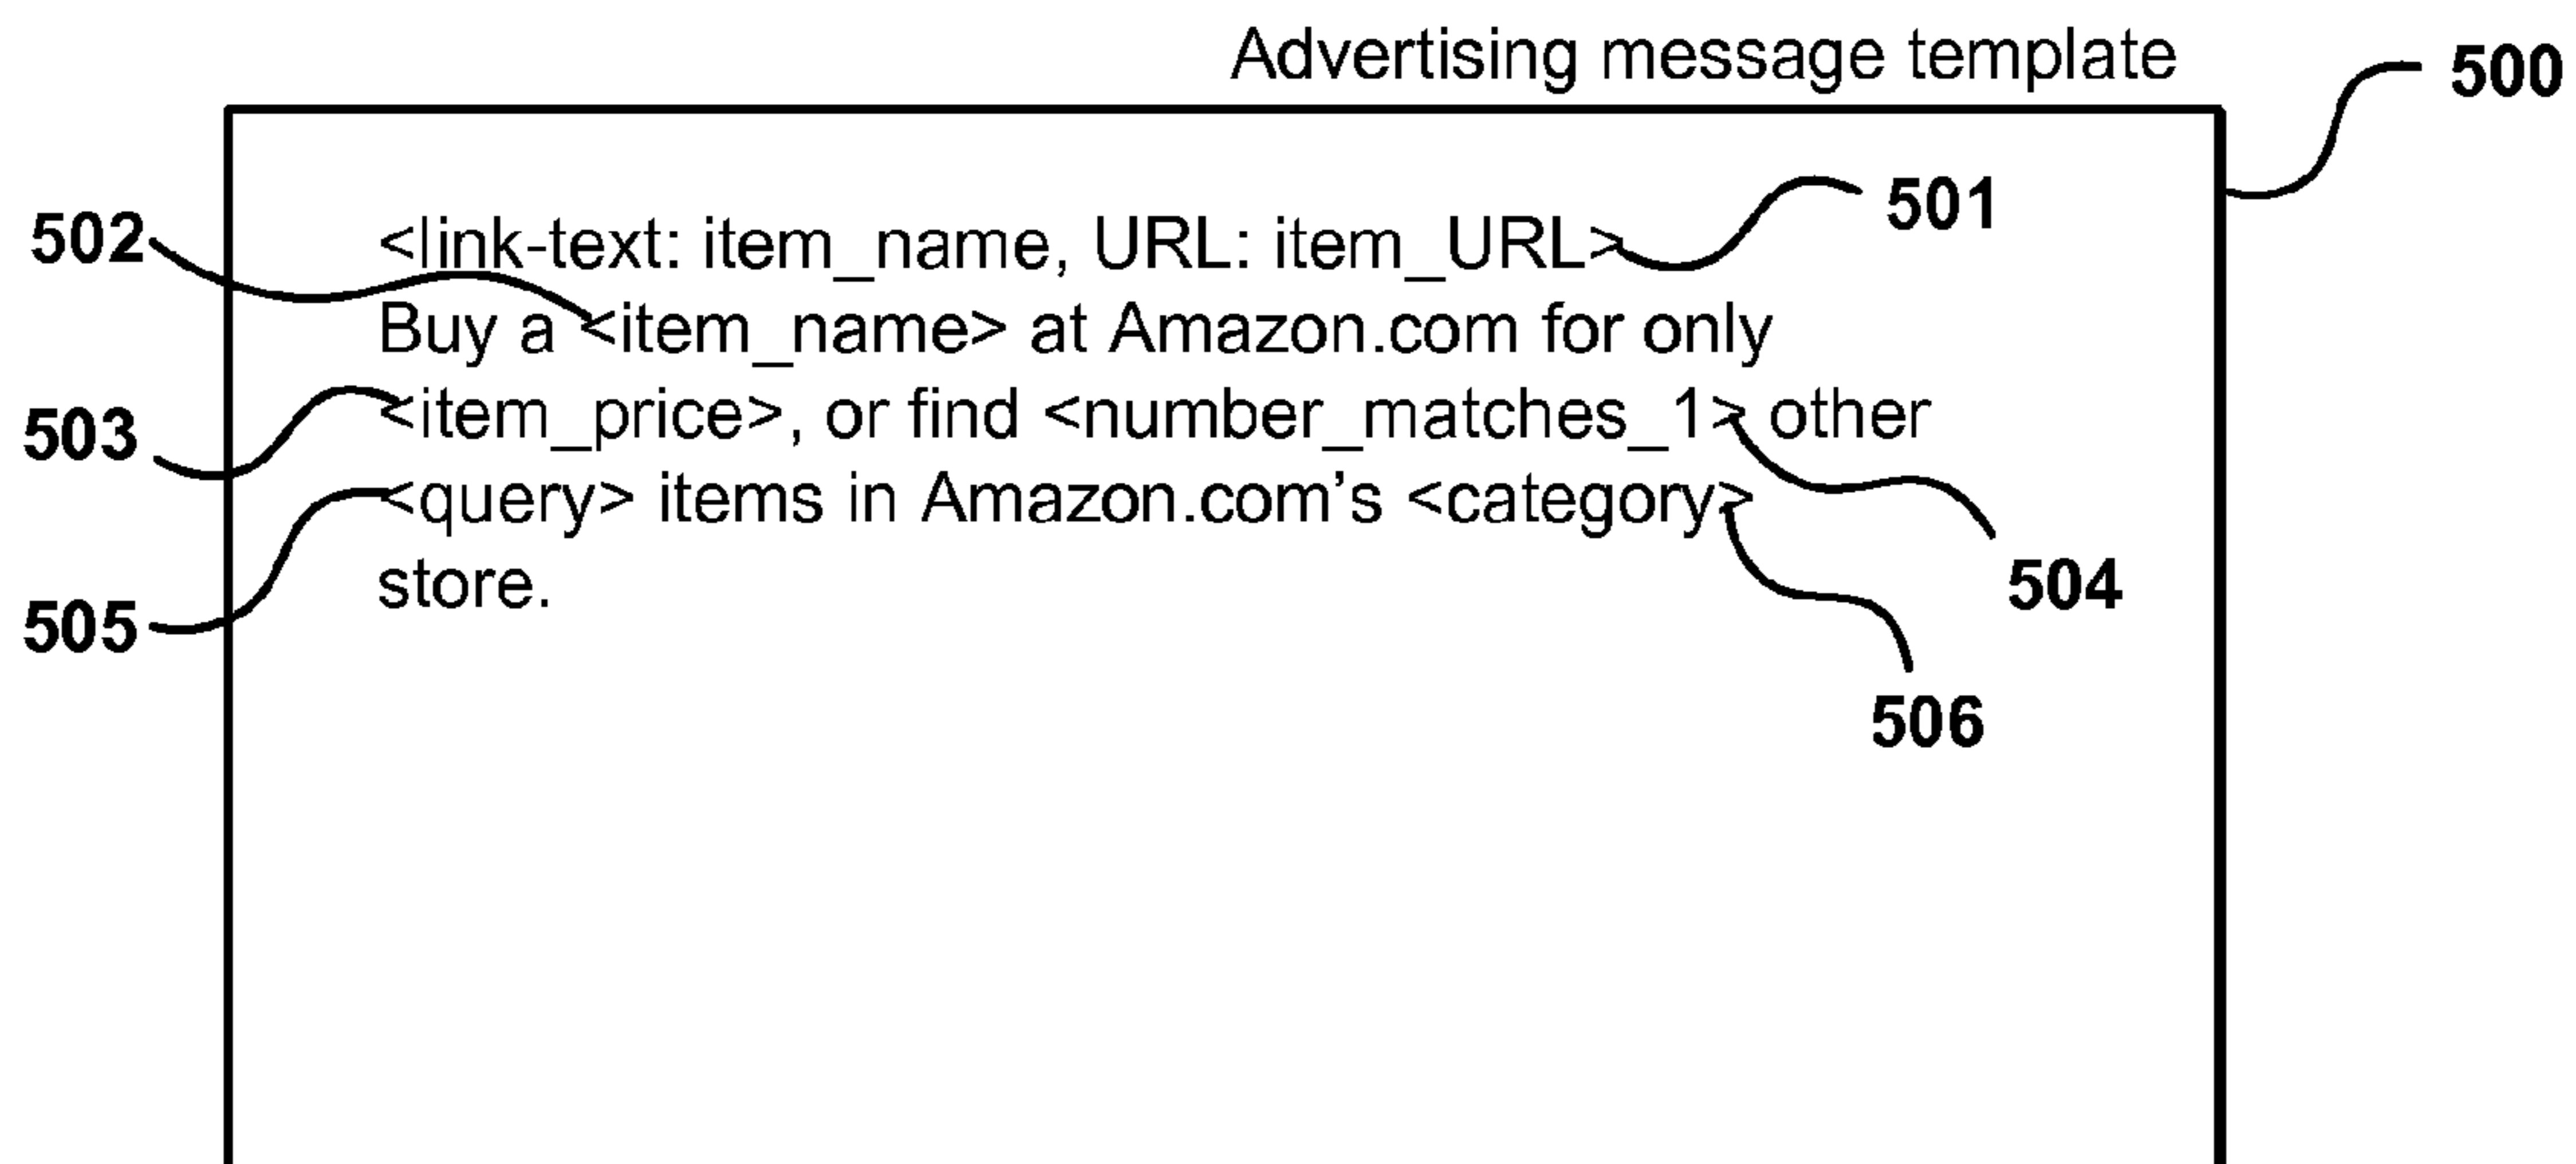 Advertising message template
500
501
502
<link-text: item_name, URL: item_URL>
Buy a <item_name> at Amazon.com for only
503
<item_price>, or find <number_matches_1> other
<query> items in Amazon.com’s <category>
store.
504
505
506